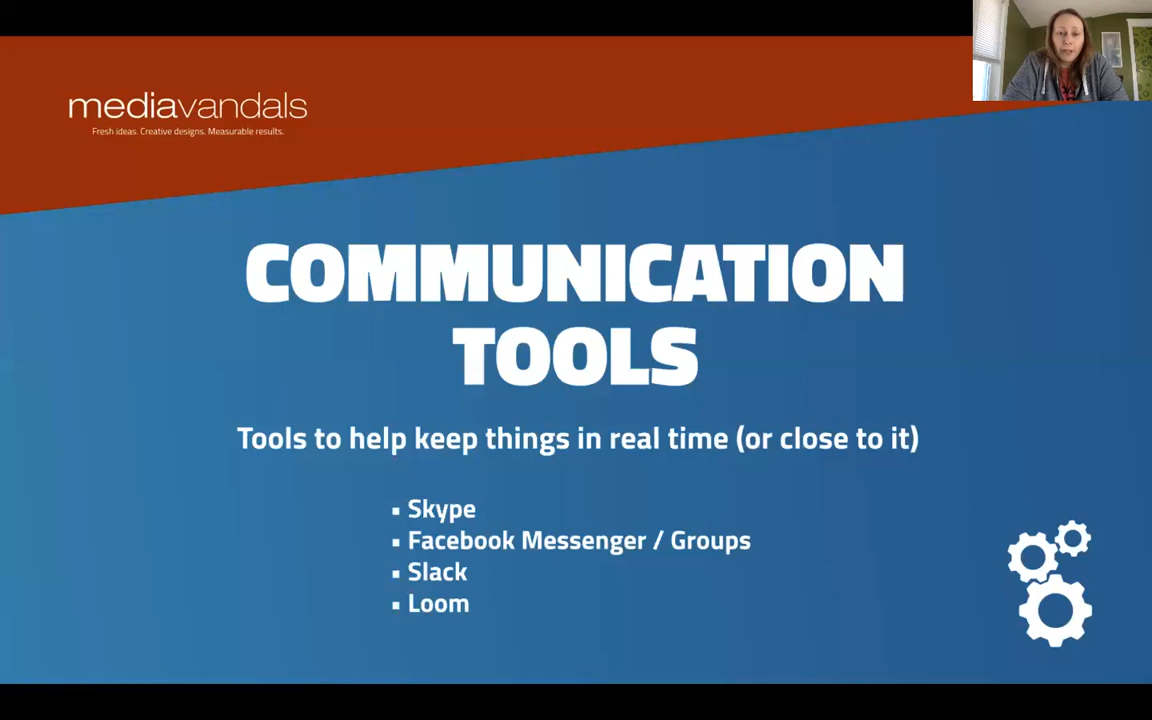 mediavandals
Fresh ideas. Creative designs. Measurable results.
COMMUNICATION
TOOLS
Tools to help keep things in real time (or close to it)
▪ Skype
▪ Facebook Messenger / Groups
▪ Slack
▪ Loom